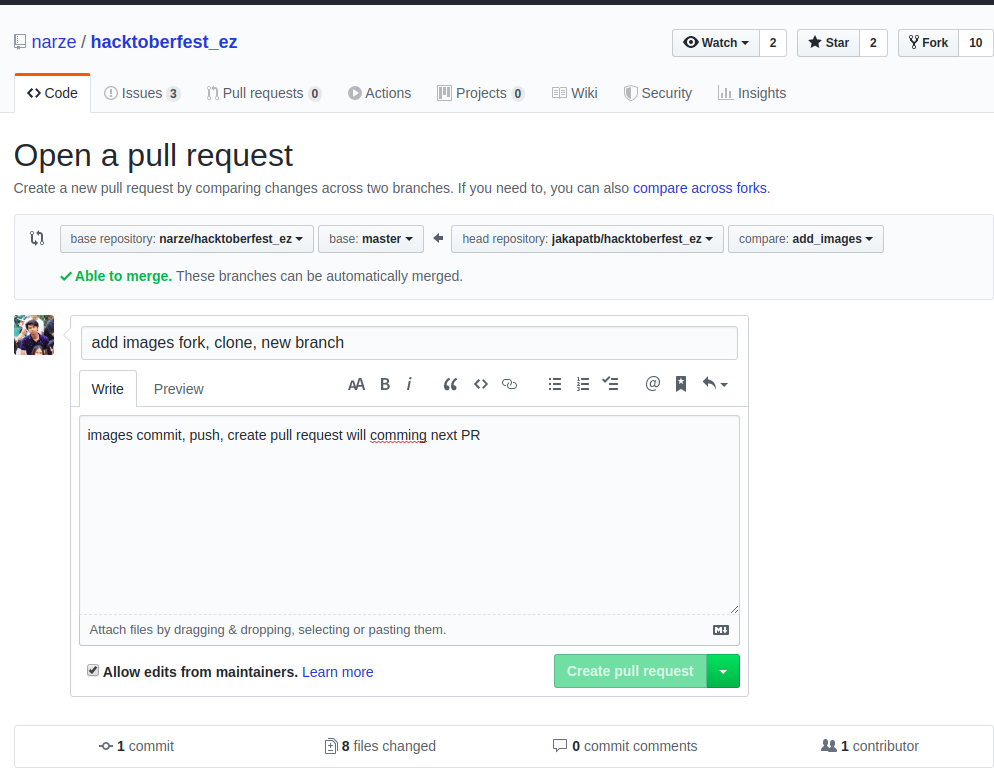 narze / hacktoberfest_ez
Watch 2 Star 2 Fork 10
Code Issues 3 Pull requests 0 Actions Projects 0 Wiki Security Insights
Open a pull request
Create a new pull request by comparing changes across two branches. If you need to, you can also compare across forks.
base repository: narze/hacktoberfest_ez base: master head repository: jakapatb/hacktoberfest_ez compare: add_images
Able to merge. These branches can be automatically merged.
add images fork, clone, new branch
Write Preview AA B i @
images commit, push, create pull request will comming next PR
Attach files by dragging & dropping, selecting or pasting them.
Allow edits from maintainers. Learn more Create pull request
1 commit 8 files changed 0 commit comments 1 contributor